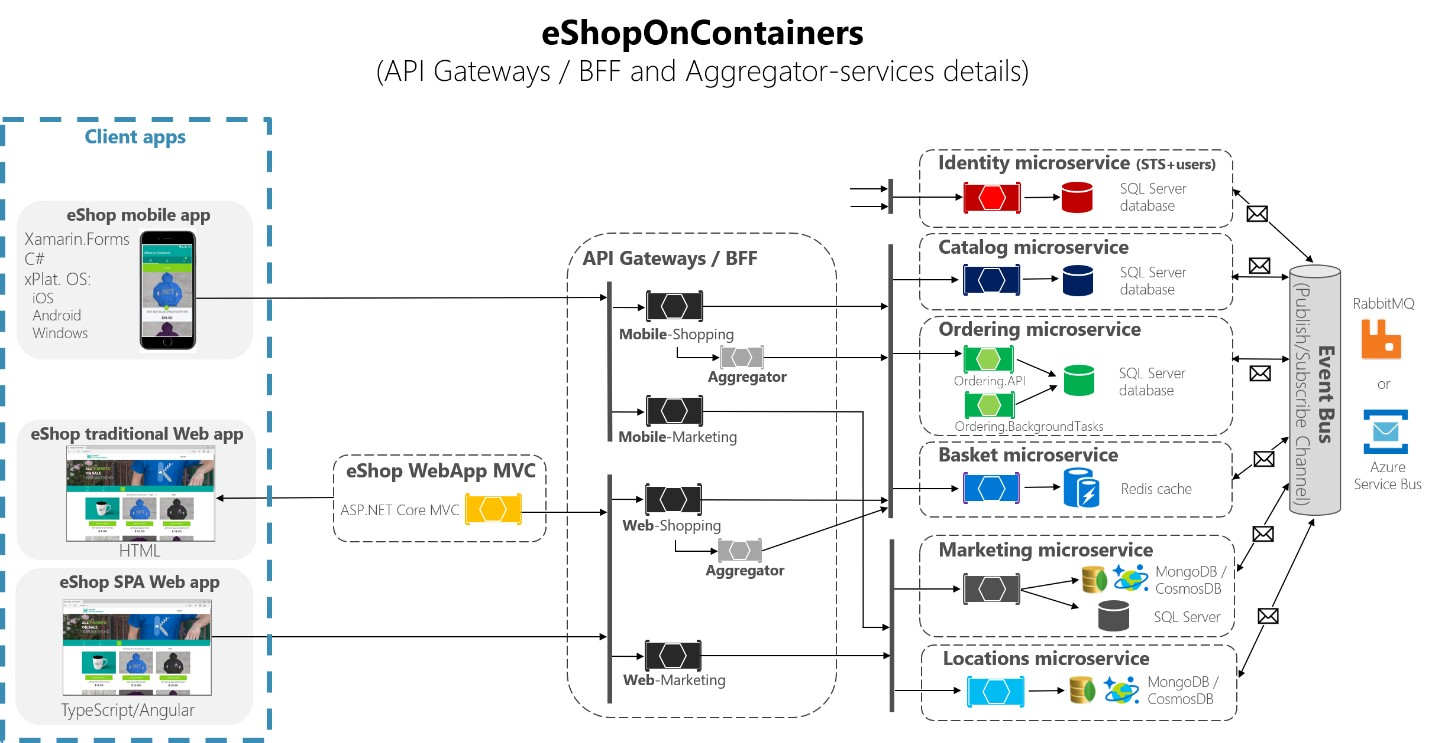 eShopOnContainers
(API Gateways / BFF and Aggregator-services details)
Client apps
eShop mobile app
Xamarin.Forms
C#
xPlat. OS:
iOS
Android
Windows
eShop traditional Web app
HTML
eShop SPA Web app
TypeScript/Angular
eShop WebApp MVC
ASP.NET Core MVC
API Gateways / BFF
Mobile-Shopping
Aggregator
Mobile-Marketing
Web-Shopping
Aggregator
Web-Marketing
Identity microservice (STS+users)
SQL Server
database
Catalog microservice
SQL Server
database
Ordering microservice
Ordering.API
SQL Server
database
Ordering.BackgroundTasks
Basket microservice
Redis cache
Marketing microservice
MongoDB /
CosmosDB
SQL Server
Locations microservice
MongoDB /
CosmosDB
Event Bus
(Publish/Subscribe Channel)
RabbitMQ
or
Azure
Service Bus